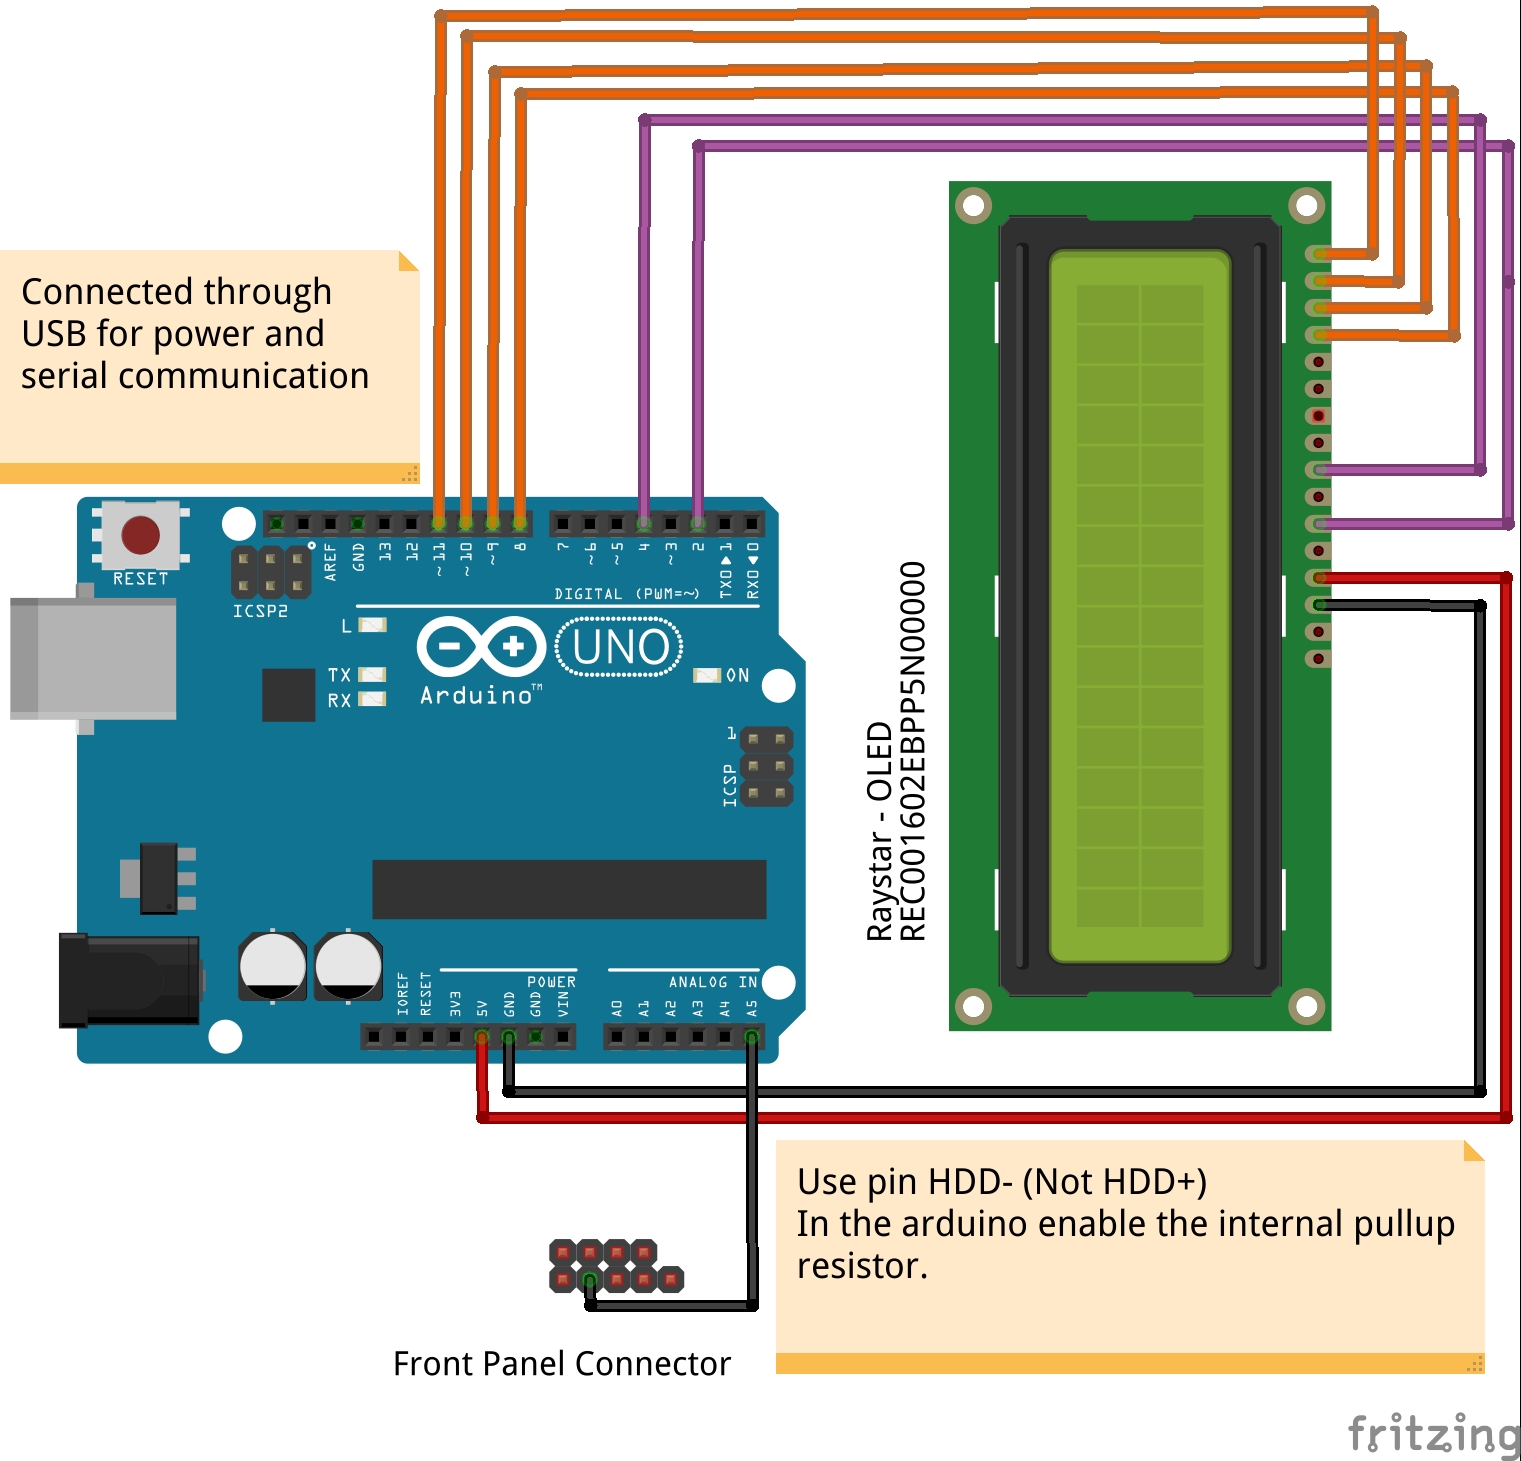 Connected through
USB for power and
serial communication
RESET
ICSP2
AREF
GND
13
12
~11
~10
~9
8
7
~6
~5
4
~3
2
TX0▶1
RX0◀0
DIGITAL (PWM=~)
L
TX
RX
Arduino™
UNO
ON
1
ICSP
Raystar - OLED
REC001602EBPP5N00000
IOREF
RESET
3V3
5V
GND
GND
VIN
POWER
A0
A1
A2
A3
A4
A5
ANALOG IN
Use pin HDD- (Not HDD+)
In the arduino enable the internal pullup
resistor.
Front Panel Connector
fritzing